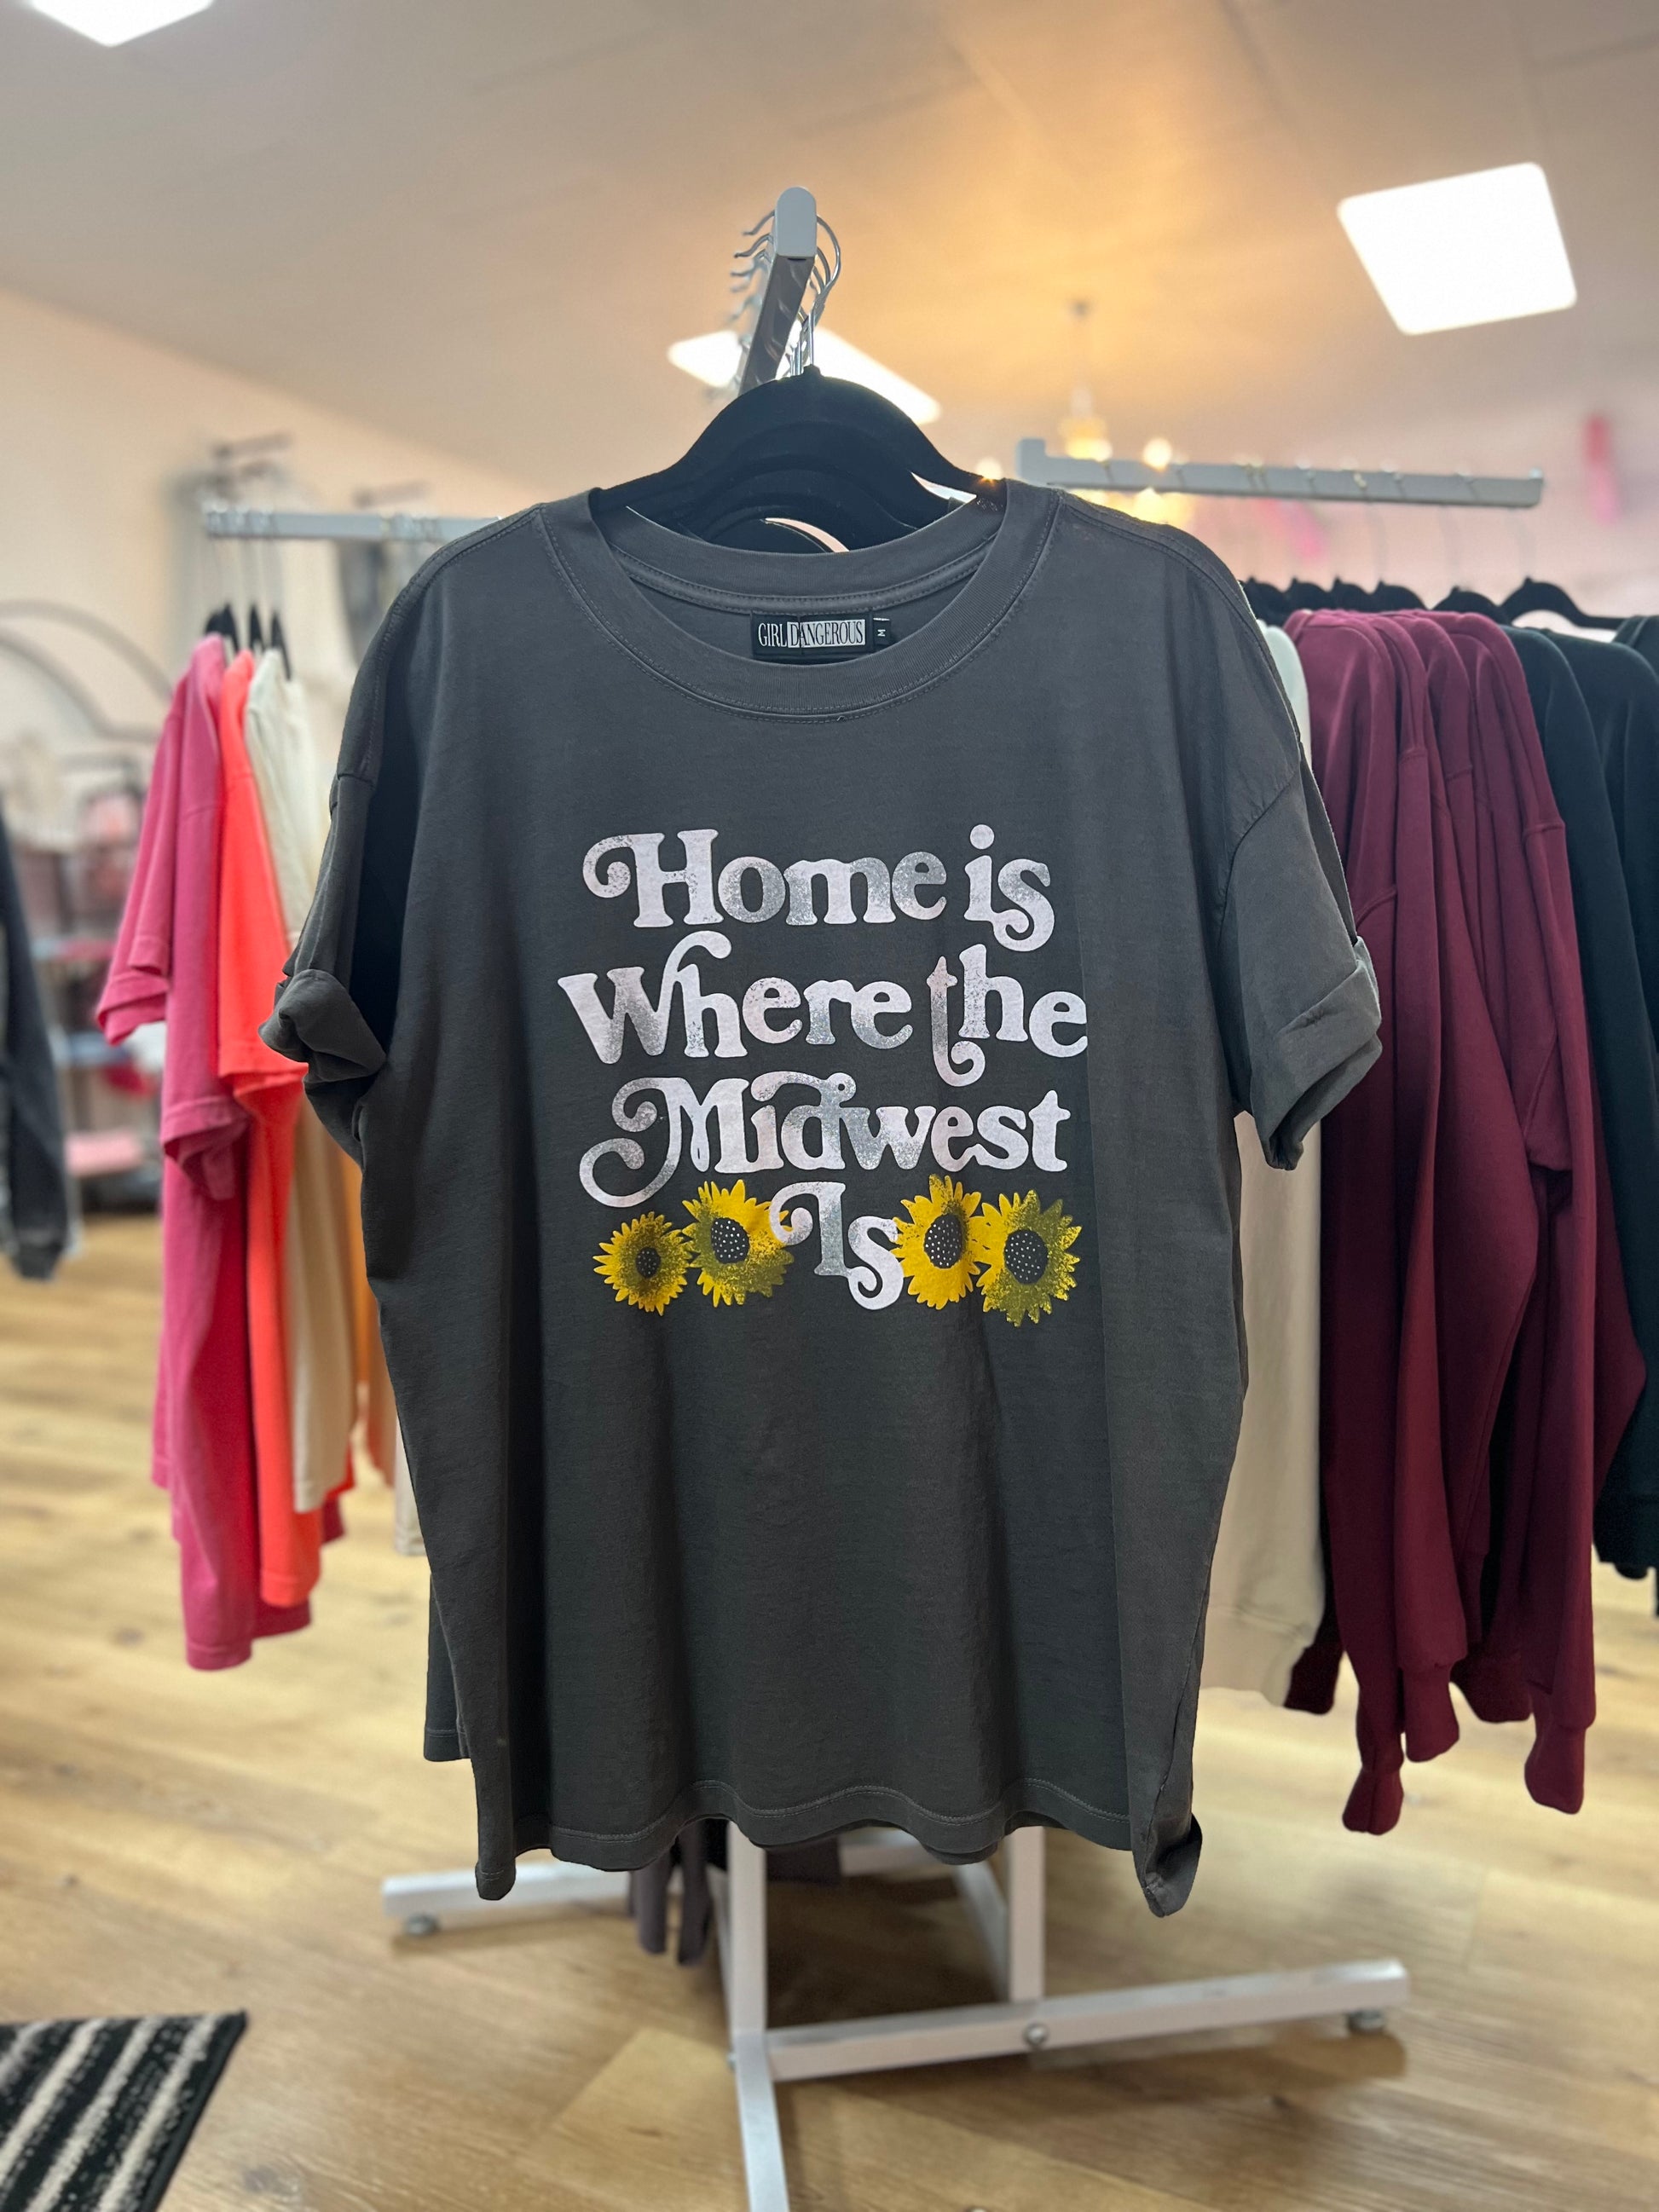 GIRL DANGEROUS M
Home is
Where the
Midwest
Is